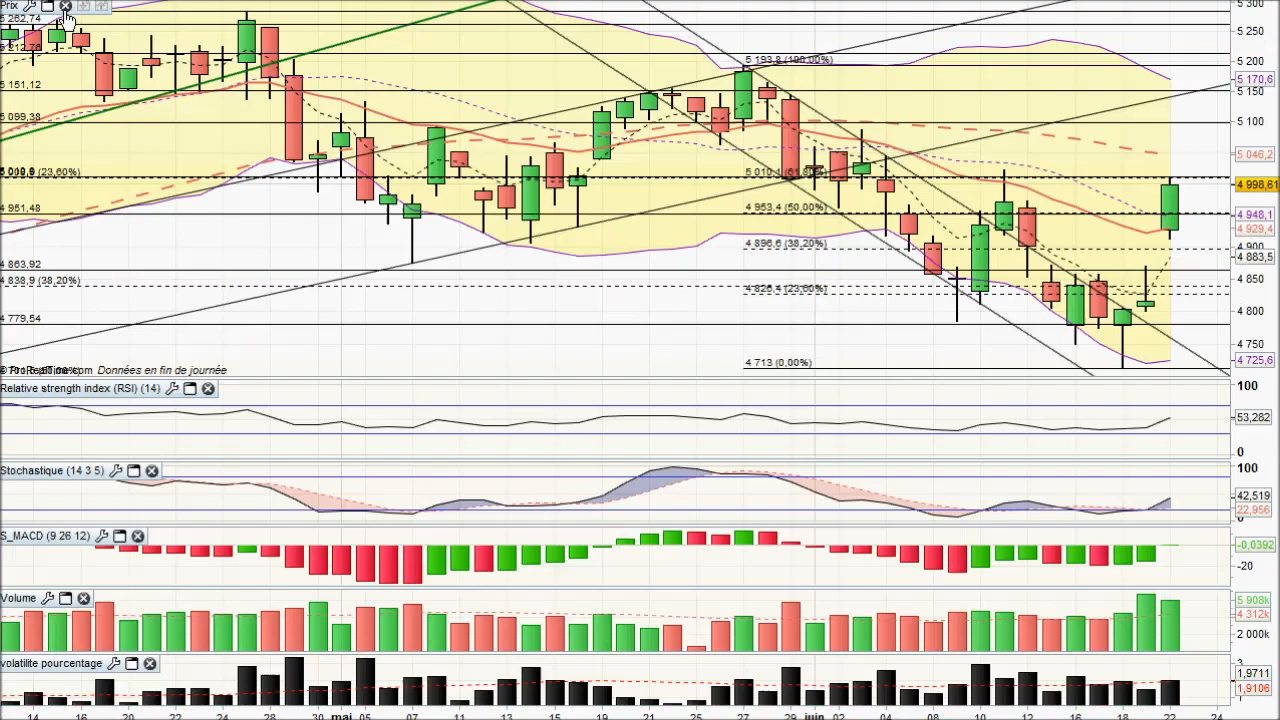 Prix
5 262,74
5 212,76
5 151,12
5 099,38
4 951,48
4 863,92
4 838,9 (38,20%)
4 779,54
5 193,8 (100,00%)
5 010,1 (61,80%)
4 953,4 (50,00%)
4 896,6 (38,20%)
4 826,4 (23,60%)
4 713 (0,00%)
Données en fin de journée
5 300
5 250
5 200
5 170,6
5 150
5 100
5 046,2
4 998,61
4 948,1
4 929,4
4 900
4 883,5
4 850
4 800
4 750
4 725,6
Relative strength index (RSI) (14)
100
53,282
0
Stochastique (14 3 5)
100
42,519
22,956
0
S_MACD (9 26 12)
-0,0392
-20
Volume
5 908k
4 312k
2 000k
volatilite pourcentage
3
1,9711
1,9106
1
14 16 20 22 24 28 30 mai 05 07 11 13 15 19 21 25 27 29 juin 02 04 08 10 12 16 18 22 24